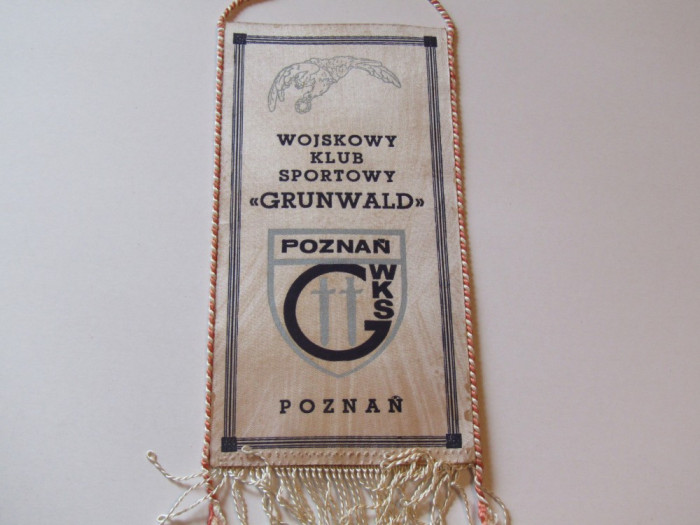 WOJSKOWY
KLUB
SPORTOWY
«GRUNWALD»
POZNAŃ
G WKS
POZNAŃ